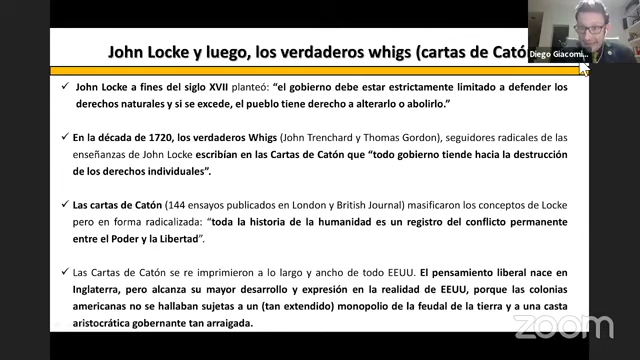 John Locke y luego, los verdaderos whigs (cartas de Cató
Diego Giacomi...
✓ John Locke a fines del siglo XVII planteó: “el gobierno debe estar estrictamente limitado a defender los
derechos naturales y si se excede, el pueblo tiene derecho a alterarlo o abolirlo.”
✓ En la década de 1720, los verdaderos Whigs (John Trenchard y Thomas Gordon), seguidores radicales de las
enseñanzas de John Locke escribían en las Cartas de Catón que “todo gobierno tiende hacia la destrucción
de los derechos individuales”.
✓ Las cartas de Catón (144 ensayos publicados en London y British Journal) masificaron los conceptos de Locke
pero en forma radicalizada: “toda la historia de la humanidad es un registro del conflicto permanente
entre el Poder y la Libertad”.
✓ Las Cartas de Catón se re imprimieron a lo largo y ancho de todo EEUU. El pensamiento liberal nace en
Inglaterra, pero alcanza su mayor desarrollo y expresión en la realidad de EEUU, porque las colonias
americanas no se hallaban sujetas a un (tan extendido) monopolio de la feudal de la tierra y a una casta
aristocrática gobernante tan arraigada.
zoom